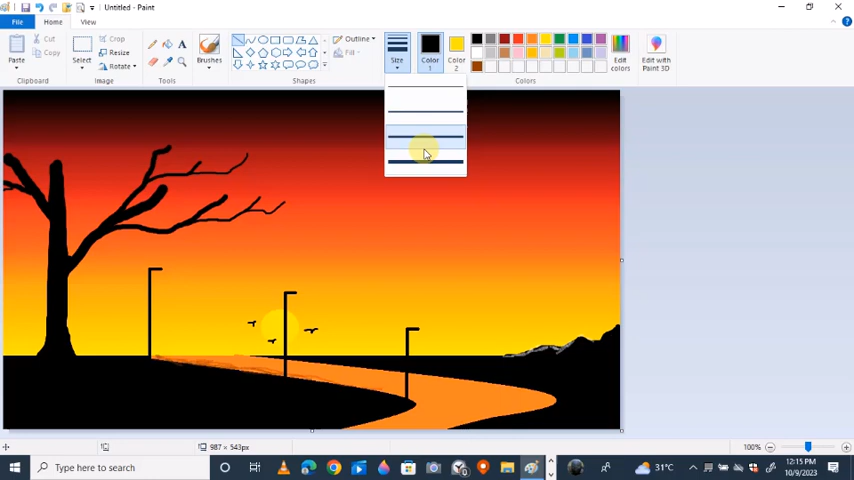 Untitled - Paint
File
Home
View
Paste
Cut
Copy
Clipboard
Select
Crop
Resize
Rotate
Image
A
Tools
Brushes
Outline
Fill
Shapes
Size
Color
1
Color
2
Edit
colors
Colors
Edit with
Paint 3D
987 × 543px
100%
Type here to search
31°C
12:15 PM
10/9/2023